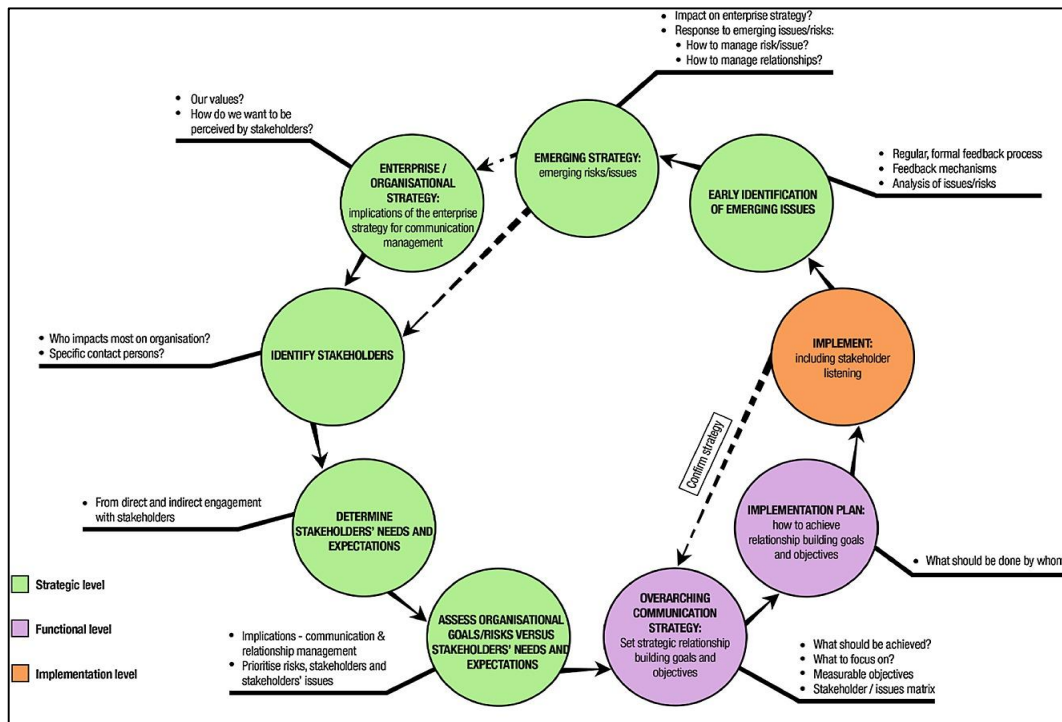 • Impact on enterprise strategy?
• Response to emerging issues/risks:
• How to manage risk/issue?
• How to manage relationships?
• Our values?
• How do we want to be
perceived by stakeholders?
EMERGING STRATEGY:
emerging risks/issues
• Regular, formal feedback process
• Feedback mechanisms
• Analysis of issues/risks
ENTERPRISE /
ORGANISATIONAL
STRATEGY:
implications of the enterprise
strategy for communication
management
EARLY IDENTIFICATION
OF EMERGING ISSUES
• Who impacts most on organisation?
• Specific contact persons?
IDENTIFY STAKEHOLDERS
IMPLEMENT:
including stakeholder
listening
Confirm strategy
• From direct and indirect engagement
with stakeholders
DETERMINE
STAKEHOLDERS' NEEDS AND
EXPECTATIONS
IMPLEMENTATION PLAN:
how to achieve
relationship building goals
and objectives
• What should be done by whom
Strategic level
Functional level
Implementation level
ASSESS ORGANISATIONAL
GOALS/RISKS VERSUS
STAKEHOLDERS' NEEDS AND
EXPECTATIONS
• Implications - communication &
relationship management
• Prioritise risks, stakeholders and
stakeholders' issues
OVERARCHING
COMMUNICATION
STRATEGY:
Set strategic relationship
building goals and
objectives
• What should be achieved?
• What to focus on?
• Measurable objectives
• Stakeholder / issues matrix